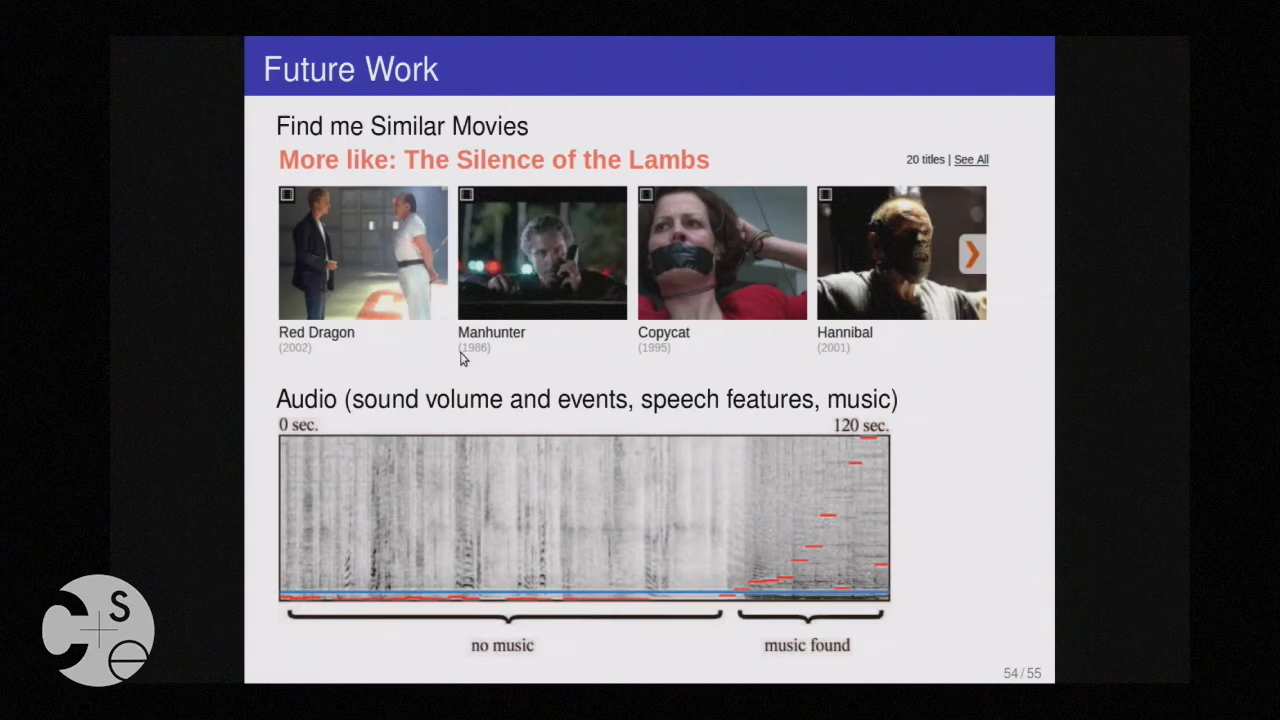 Future Work
Find me Similar Movies
More like: The Silence of the Lambs
20 titles | See All
Red Dragon
(2002)
Manhunter
(1986)
Copycat
(1995)
Hannibal
(2001)
Audio (sound volume and events, speech features, music)
0 sec.
120 sec.
no music
music found
54 / 55
C S e